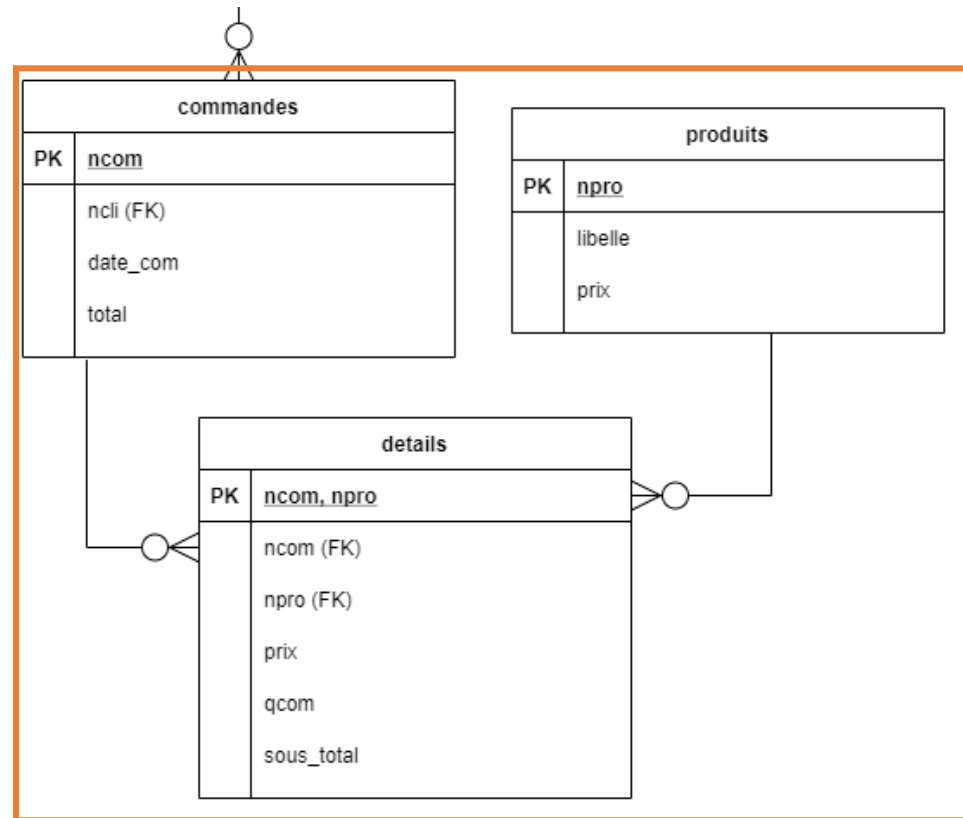 commandes
PK ncom
ncli (FK)
date_com
total
produits
PK npro
libelle
prix
details
PK ncom, npro
ncom (FK)
npro (FK)
prix
qcom
sous_total